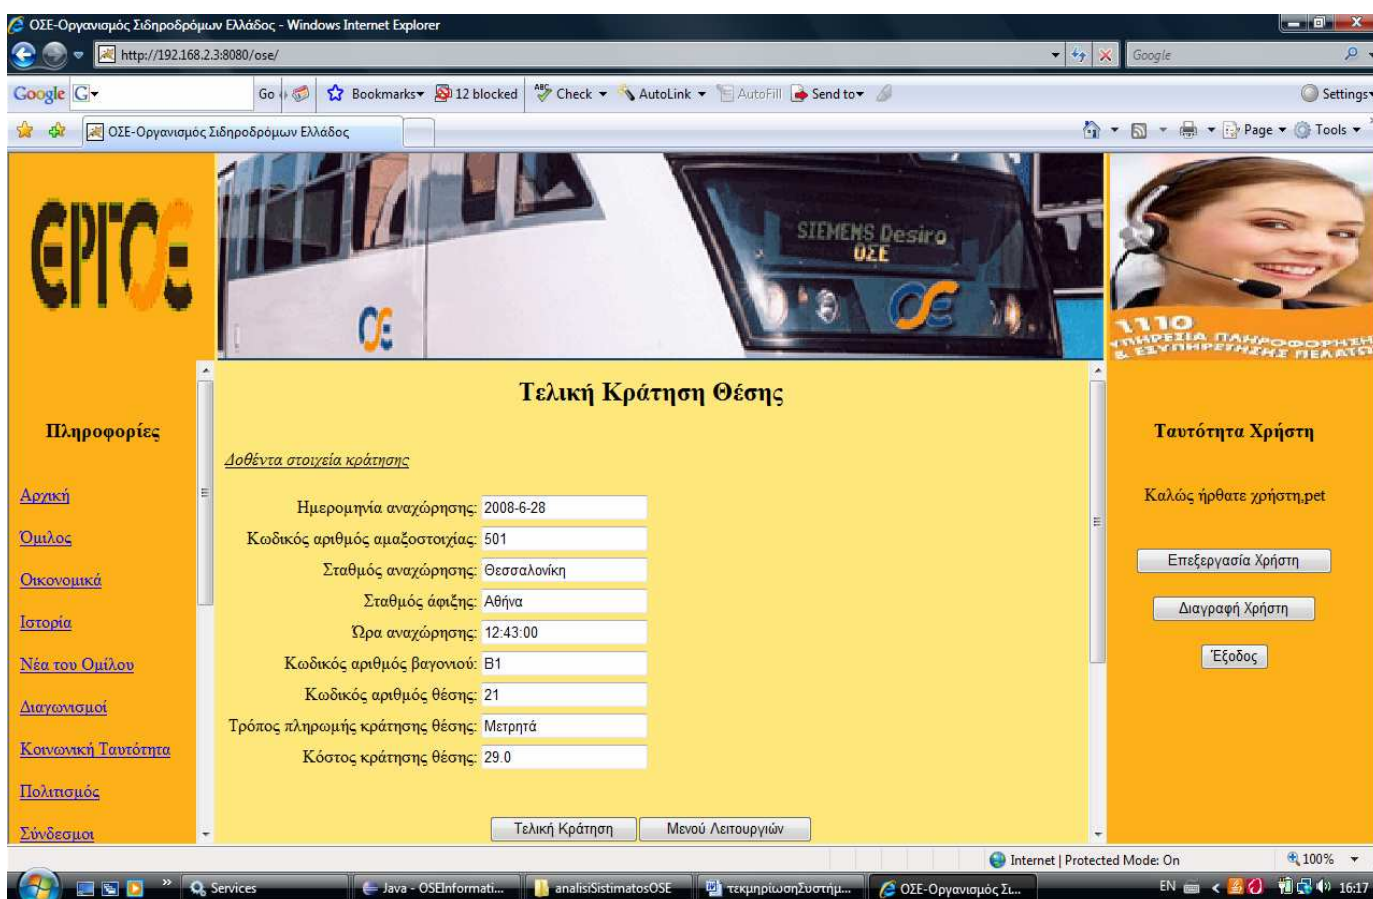 ΟΣΕ-Οργανισμός Σιδηροδρόμων Ελλάδος - Windows Internet Explorer
http://192.168.2.3:8080/ose/
Google
Google G
Go
Bookmarks
12 blocked
Check
AutoLink
AutoFill
Send to
Settings
ΟΣΕ-Οργανισμός Σιδηροδρόμων Ελλάδος
Page
Tools
ΕΡΓΟΣΕ
SIEMENS Desiro
ΟΣΕ
1110
ΥΠΗΡΕΣΙΑ ΠΛΗΡΟΦΟΡΗΣΗ
& ΕΞΥΠΗΡΕΤΗΣΗΣ ΠΕΛΑΤΩ
Πληροφορίες
Αρχική
Όμιλος
Οικονομικά
Ιστορία
Νέα του Ομίλου
Διαγωνισμοί
Κοινωνική Ταυτότητα
Πολιτισμός
Σύνδεσμοι
Τελική Κράτηση Θέσης
Δοθέντα στοιχεία κράτησης
Ημερομηνία αναχώρησης: 2008-6-28
Κωδικός αριθμός αμαξοστοιχίας: 501
Σταθμός αναχώρησης: Θεσσαλονίκη
Σταθμός άφιξης: Αθήνα
Ώρα αναχώρησης: 12:43:00
Κωδικός αριθμός βαγονιού: B1
Κωδικός αριθμός θέσης: 21
Τρόπος πληρωμής κράτησης θέσης: Μετρητά
Κόστος κράτησης θέσης: 29.0
Τελική Κράτηση
Μενού Λειτουργιών
Ταυτότητα Χρήστη
Καλώς ήρθατε χρήστη,pet
Επεξεργασία Χρήστη
Διαγραφή Χρήστη
Έξοδος
Internet | Protected Mode: On
100%
Services
Java - OSEInformati...
analisiSistimatosOSE
τεκμηρίωσηΣυστήμ...
ΟΣΕ-Οργανισμός Σι...
EN
16:17